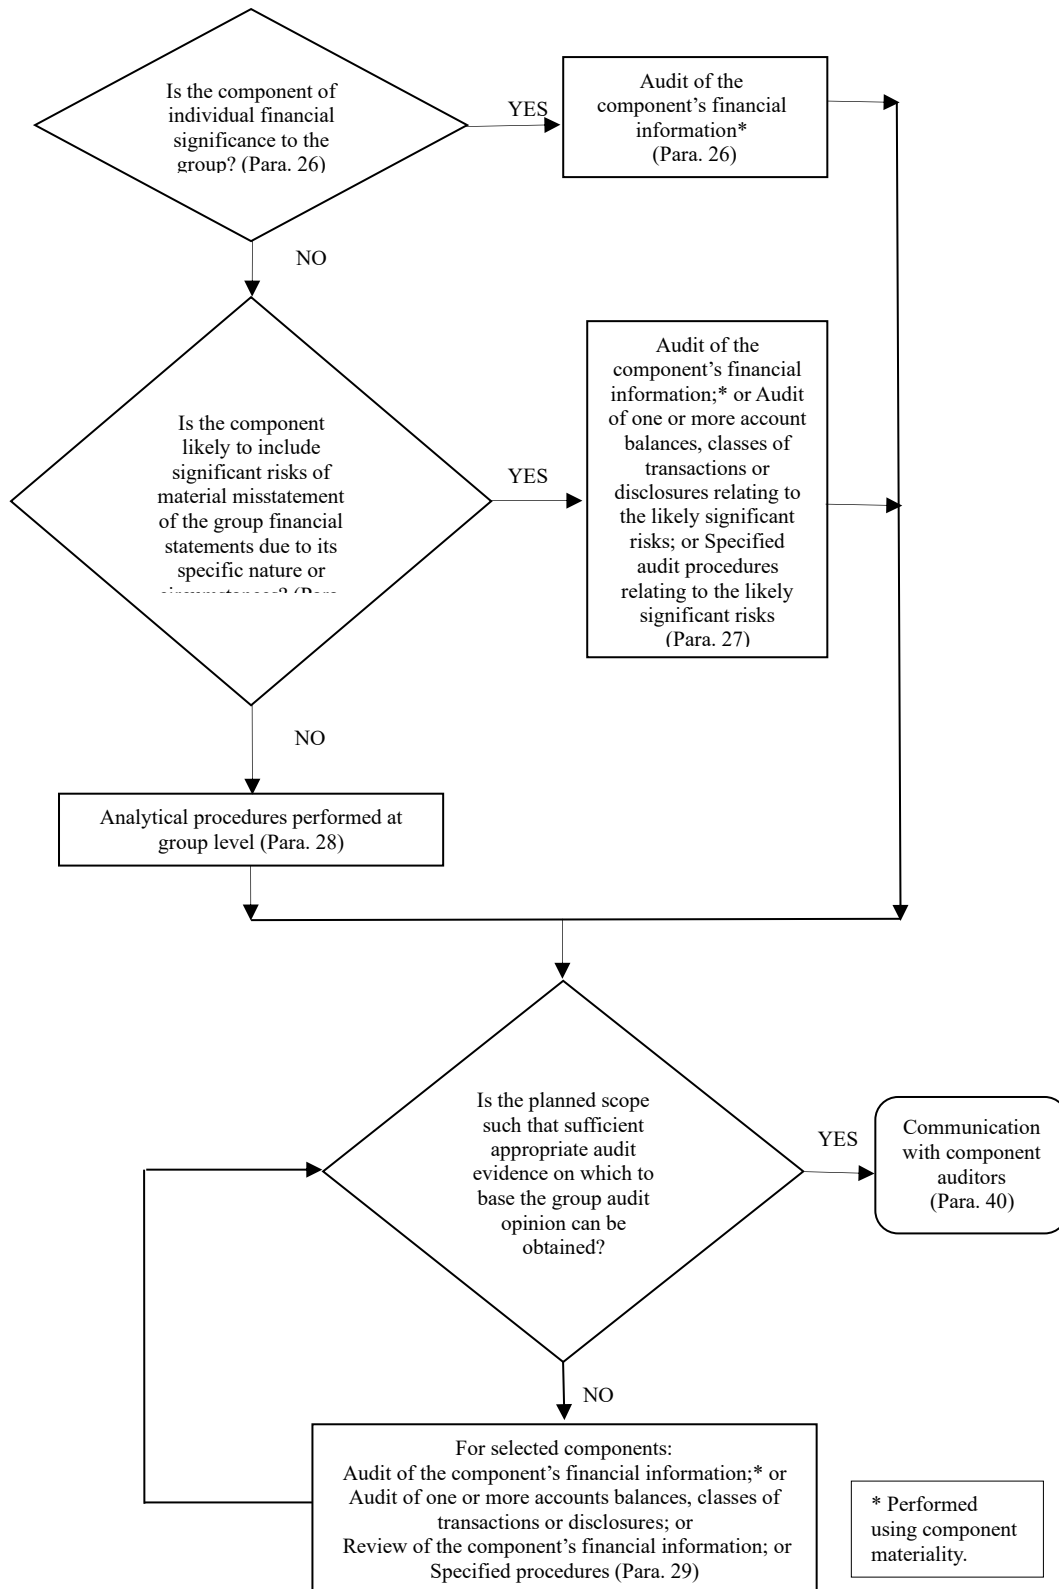 Is the component of
individual financial
significance to the
group? (Para. 26)
YES
Audit of the
component’s financial
information*
(Para. 26)
NO
Is the component
likely to include
significant risks of
material misstatement
of the group financial
statements due to its
specific nature or
YES
Audit of the
component’s financial
information;* or Audit
of one or more account
balances, classes of
transactions or
disclosures relating to
the likely significant
risks; or Specified
audit procedures
relating to the likely
significant risks
(Para. 27)
NO
Analytical procedures performed at
group level (Para. 28)
Is the planned scope
such that sufficient
appropriate audit
evidence on which to
base the group audit
opinion can be
obtained?
YES
Communication
with component
auditors
(Para. 40)
NO
For selected components:
Audit of the component’s financial information;* or
Audit of one or more accounts balances, classes of
transactions or disclosures; or
Review of the component’s financial information; or
Specified procedures (Para. 29)
* Performed
using component
materiality.